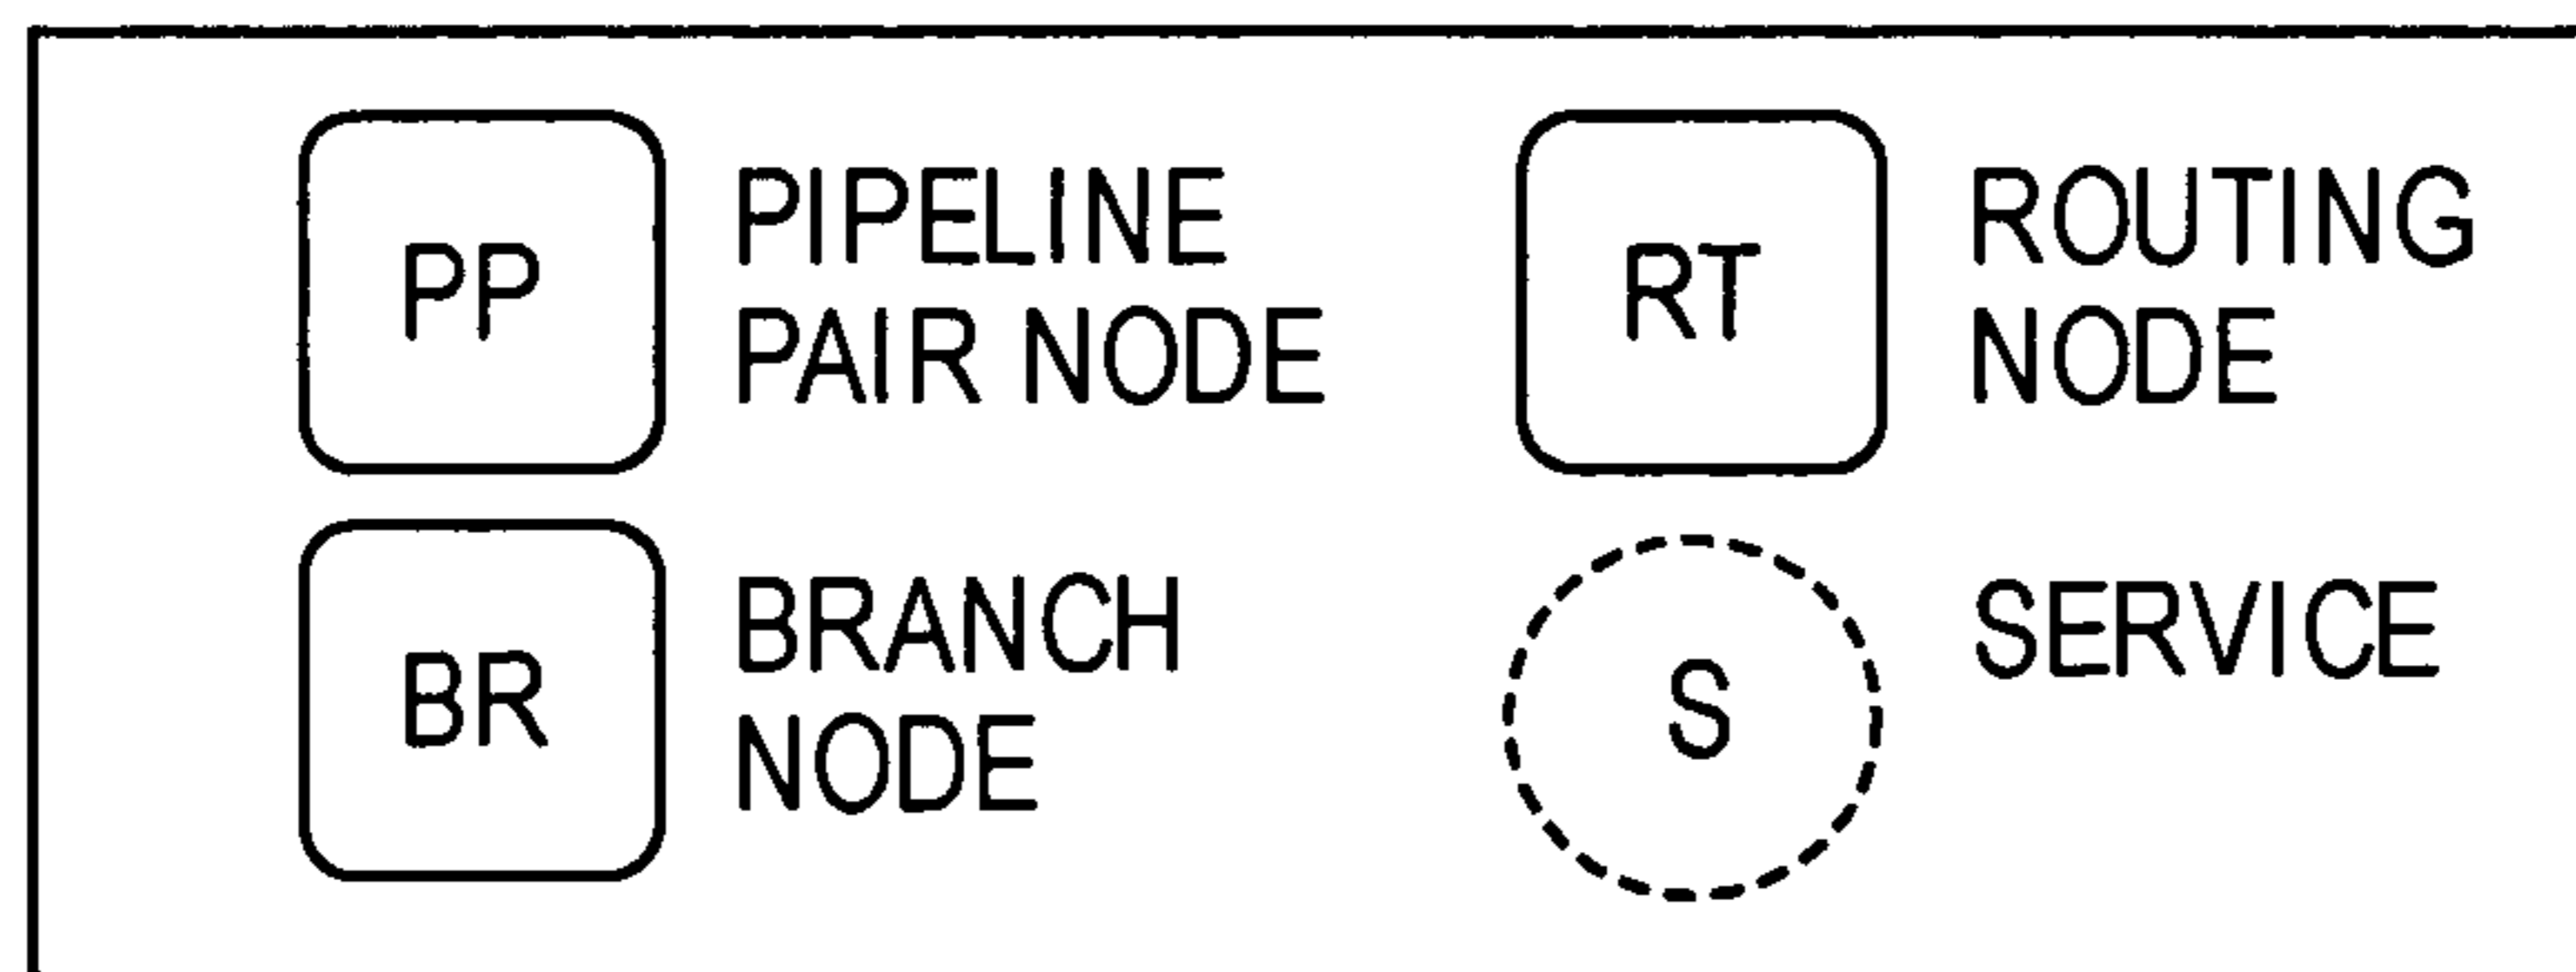 PP
PIPELINE
PAIR NODE
RT
ROUTING
NODE
BR
BRANCH
NODE
S
SERVICE